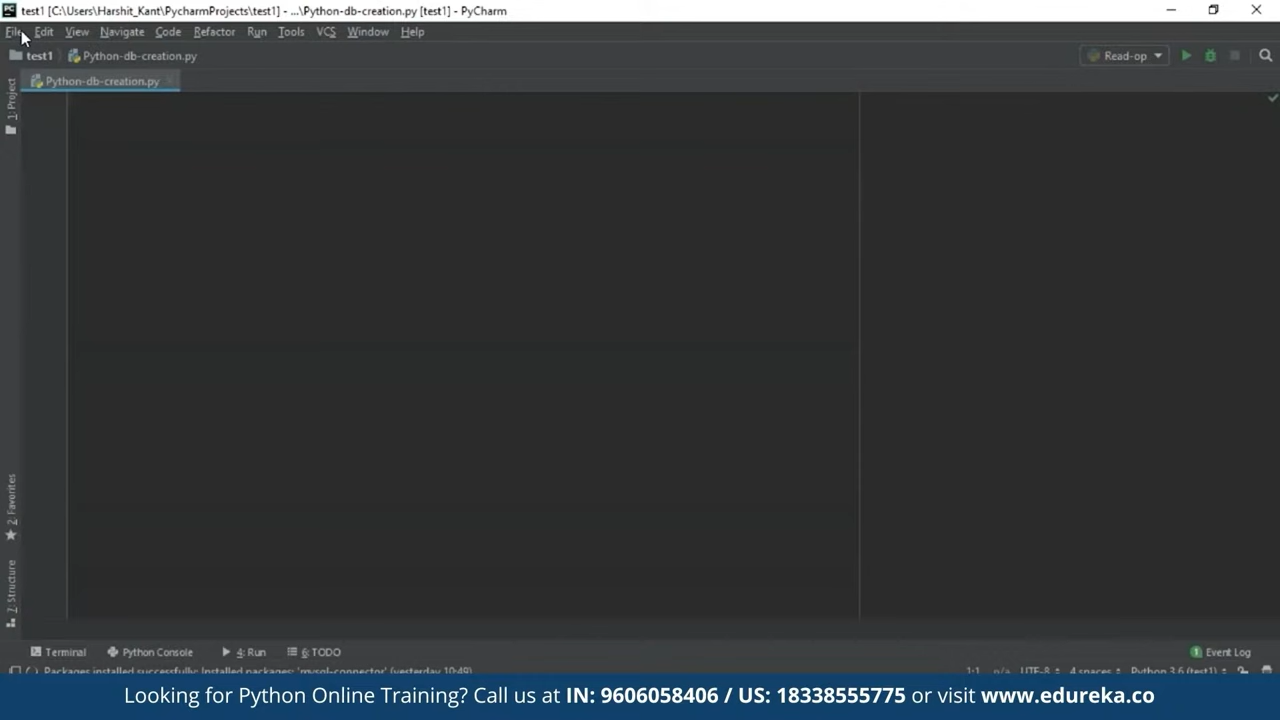 test1 [C:\Users\Harshit_Kant\PycharmProjects\test1] - ...\Python-db-creation.py [test1] - PyCharm
File Edit View Navigate Code Refactor Run Tools VCS Window Help
test1 Python-db-creation.py Read-op
Python-db-creation.py
1: Project
2: Favorites
7: Structure
Terminal Python Console 4: Run 6: TODO 1 Event Log
Packages installed successfully: Installed packages: 'mysql-connector' (yesterday 10:49) 1:1 n/a UTF-8 4 spaces Python 3.6 (test1)
Looking for Python Online Training? Call us at IN: 9606058406 / US: 18338555775 or visit www.edureka.co